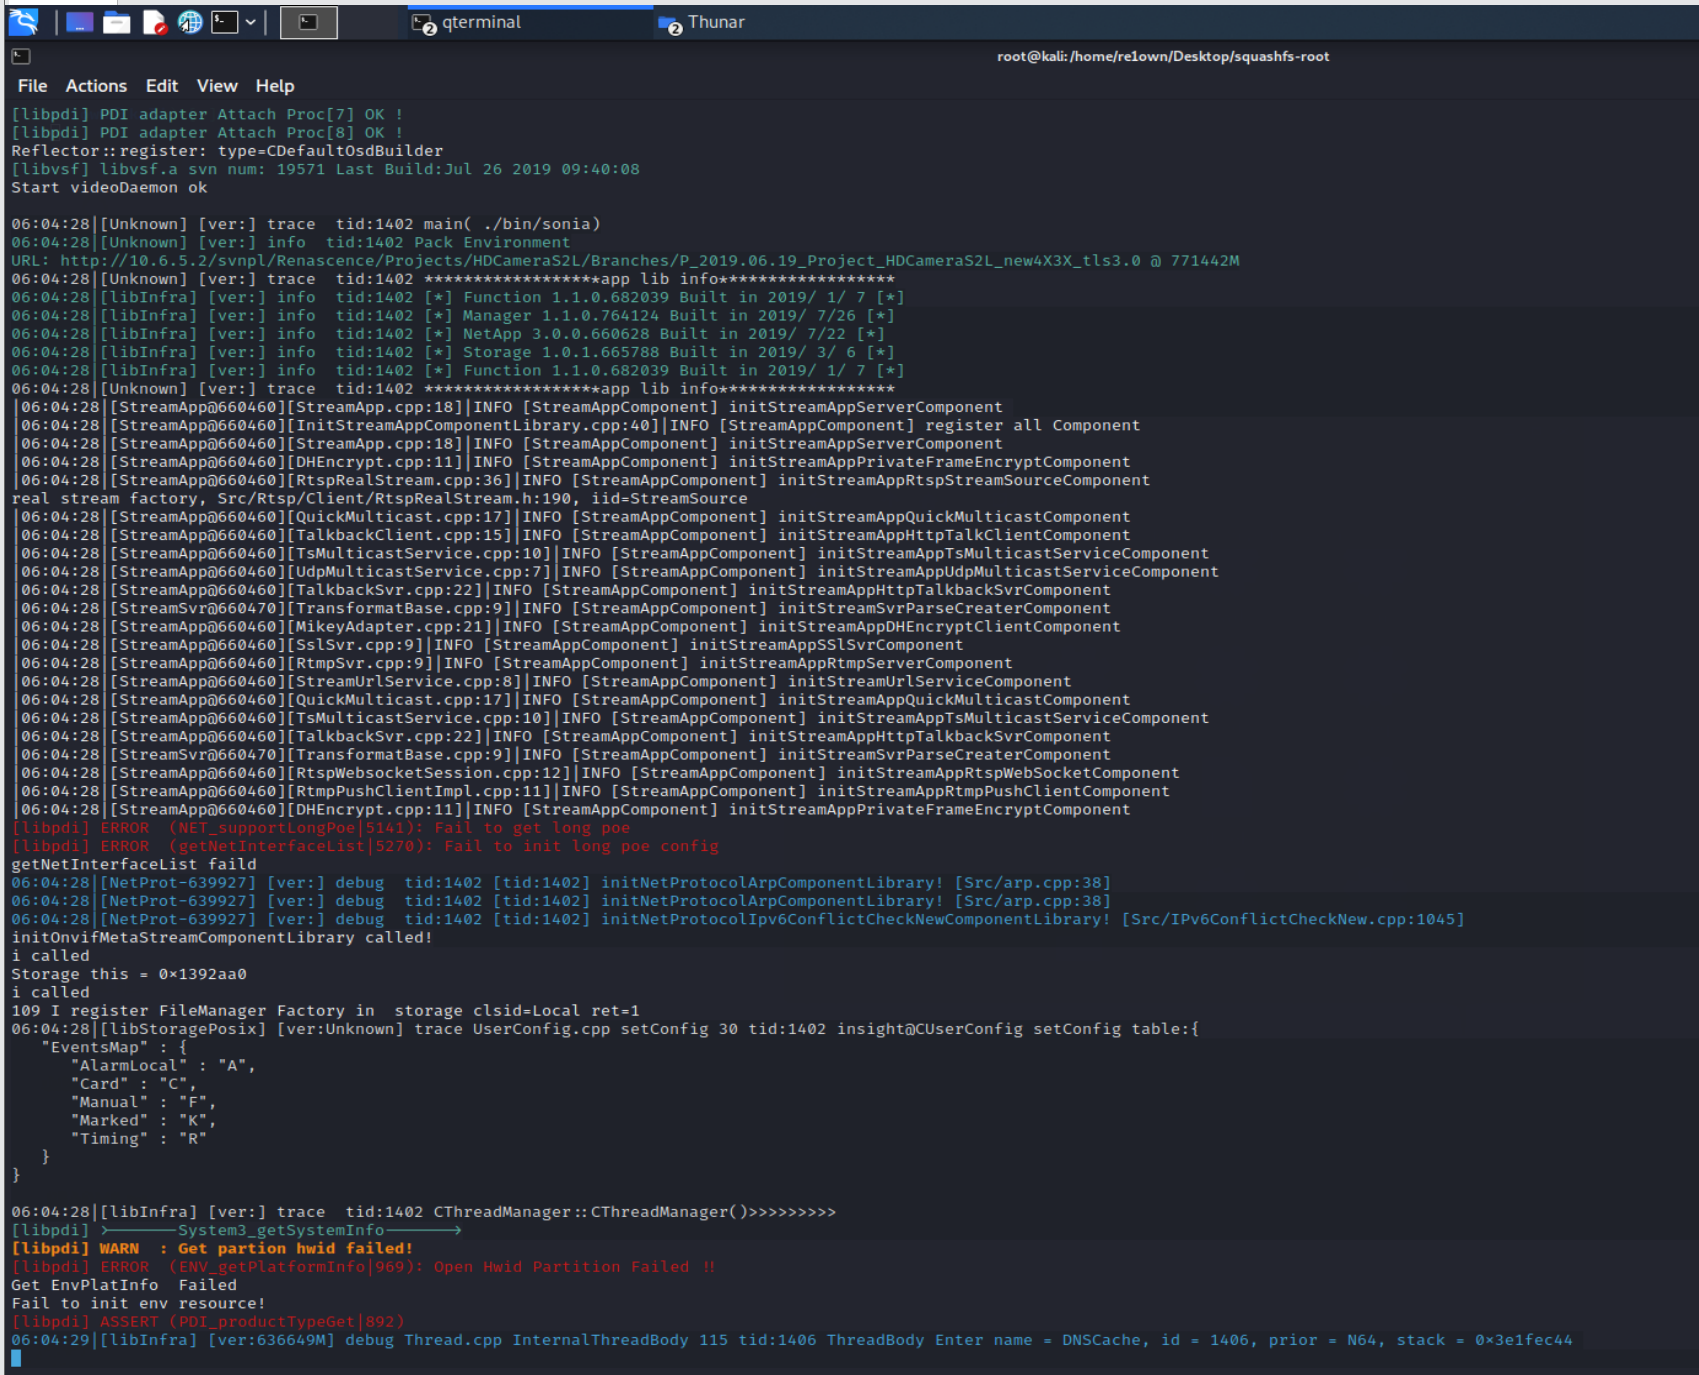 qterminal
Thunar
root@kali:/home/re1own/Desktop/squashfs-root
File Actions Edit View Help
[libpdi] PDI adapter Attach Proc[7] OK !
[libpdi] PDI adapter Attach Proc[8] OK !
Reflector::register: type=CDefaultOsdBuilder
[libvsf] libvsf.a svn num: 19571 Last Build:Jul 26 2019 09:40:08
Start videoDaemon ok
06:04:28|[Unknown] [ver:] trace  tid:1402 main( ./bin/sonia)
06:04:28|[Unknown] [ver:] info  tid:1402 Pack Environment
URL: http://10.6.5.2/svnpl/Renascence/Projects/HDCameraS2L/Branches/P_2019.06.19_Project_HDCameraS2L_new4X3X_tls3.0 @ 771442M
06:04:28|[Unknown] [ver:] trace  tid:1402 ******************app lib info******************
06:04:28|[libInfra] [ver:] info  tid:1402 [*] Function 1.1.0.682039 Built in 2019/ 1/ 7 [*]
06:04:28|[libInfra] [ver:] info  tid:1402 [*] Manager 1.1.0.764124 Built in 2019/ 7/26 [*]
06:04:28|[libInfra] [ver:] info  tid:1402 [*] NetApp 3.0.0.660628 Built in 2019/ 7/22 [*]
06:04:28|[libInfra] [ver:] info  tid:1402 [*] Storage 1.0.1.665788 Built in 2019/ 3/ 6 [*]
06:04:28|[libInfra] [ver:] info  tid:1402 [*] Function 1.1.0.682039 Built in 2019/ 1/ 7 [*]
06:04:28|[Unknown] [ver:] trace  tid:1402 ******************app lib info******************
|06:04:28|[StreamApp@660460][StreamApp.cpp:18]|INFO [StreamAppComponent] initStreamAppServerComponent
|06:04:28|[StreamApp@660460][InitStreamAppComponentLibrary.cpp:40]|INFO [StreamAppComponent] register all Component
|06:04:28|[StreamApp@660460][StreamApp.cpp:18]|INFO [StreamAppComponent] initStreamAppServerComponent
|06:04:28|[StreamApp@660460][DHEncrypt.cpp:11]|INFO [StreamAppComponent] initStreamAppPrivateFrameEncryptComponent
|06:04:28|[StreamApp@660460][RtspRealStream.cpp:36]|INFO [StreamAppComponent] initStreamAppRtspStreamSourceComponent
real stream factory, Src/Rtsp/Client/RtspRealStream.h:190, iid=StreamSource
|06:04:28|[StreamApp@660460][QuickMulticast.cpp:17]|INFO [StreamAppComponent] initStreamAppQuickMulticastComponent
|06:04:28|[StreamApp@660460][TalkbackClient.cpp:15]|INFO [StreamAppComponent] initStreamAppHttpTalkClientComponent
|06:04:28|[StreamApp@660460][TsMulticastService.cpp:10]|INFO [StreamAppComponent] initStreamAppTsMulticastServiceComponent
|06:04:28|[StreamApp@660460][UdpMulticastService.cpp:7]|INFO [StreamAppComponent] initStreamAppUdpMulticastServiceComponent
|06:04:28|[StreamApp@660460][TalkbackSvr.cpp:22]|INFO [StreamAppComponent] initStreamAppHttpTalkbackSvrComponent
|06:04:28|[StreamSvr@660470][TransformatBase.cpp:9]|INFO [StreamAppComponent] initStreamSvrParseCreaterComponent
|06:04:28|[StreamApp@660460][MikeyAdapter.cpp:21]|INFO [StreamAppComponent] initStreamAppDHEncryptClientComponent
|06:04:28|[StreamApp@660460][SslSvr.cpp:9]|INFO [StreamAppComponent] initStreamAppSSlSvrComponent
|06:04:28|[StreamApp@660460][RtmpSvr.cpp:9]|INFO [StreamAppComponent] initStreamAppRtmpServerComponent
|06:04:28|[StreamApp@660460][StreamUrlService.cpp:8]|INFO [StreamAppComponent] initStreamUrlServiceComponent
|06:04:28|[StreamApp@660460][QuickMulticast.cpp:17]|INFO [StreamAppComponent] initStreamAppQuickMulticastComponent
|06:04:28|[StreamApp@660460][TsMulticastService.cpp:10]|INFO [StreamAppComponent] initStreamAppTsMulticastServiceComponent
|06:04:28|[StreamApp@660460][TalkbackSvr.cpp:22]|INFO [StreamAppComponent] initStreamAppHttpTalkbackSvrComponent
|06:04:28|[StreamSvr@660470][TransformatBase.cpp:9]|INFO [StreamAppComponent] initStreamSvrParseCreaterComponent
|06:04:28|[StreamApp@660460][RtspWebsocketSession.cpp:12]|INFO [StreamAppComponent] initStreamAppRtspWebSocketComponent
|06:04:28|[StreamApp@660460][RtmpPushClientImpl.cpp:11]|INFO [StreamAppComponent] initStreamAppRtmpPushClientComponent
|06:04:28|[StreamApp@660460][DHEncrypt.cpp:11]|INFO [StreamAppComponent] initStreamAppPrivateFrameEncryptComponent
[libpdi] ERROR  (NET_supportLongPoe|5141): Fail to get long poe
[libpdi] ERROR  (getNetInterfaceList|5270): Fail to init long poe config
getNetInterfaceList faild
06:04:28|[NetProt-639927] [ver:] debug  tid:1402 [tid:1402] initNetProtocolArpComponentLibrary! [Src/arp.cpp:38]
06:04:28|[NetProt-639927] [ver:] debug  tid:1402 [tid:1402] initNetProtocolArpComponentLibrary! [Src/arp.cpp:38]
06:04:28|[NetProt-639927] [ver:] debug  tid:1402 [tid:1402] initNetProtocolIpv6ConflictCheckNewComponentLibrary! [Src/IPv6ConflictCheckNew.cpp:1045]
initOnvifMetaStreamComponentLibrary called!
i called
Storage this = 0×1392aa0
i called
109 I register FileManager Factory in  storage clsid=Local ret=1
06:04:28|[libStoragePosix] [ver:Unknown] trace UserConfig.cpp setConfig 30 tid:1402 insight@CUserConfig setConfig table:{
"EventsMap" : {
"AlarmLocal" : "A",
"Card" : "C",
"Manual" : "F",
"Marked" : "K",
"Timing" : "R"
}
}
06:04:28|[libInfra] [ver:] trace  tid:1402 CThreadManager::CThreadManager()>>>>>>>>>
[libpdi] >-------System3_getSystemInfo------->
[libpdi] WARN  : Get partion hwid failed!
[libpdi] ERROR  (ENV_getPlatformInfo|969): Open Hwid Partition Failed !!
Get EnvPlatInfo  Failed
Fail to init env resource!
[libpdi] ASSERT (PDI_productTypeGet|892)
06:04:29|[libInfra] [ver:636649M] debug Thread.cpp InternalThreadBody 115 tid:1406 ThreadBody Enter name = DNSCache, id = 1406, prior = N64, stack = 0×3e1fec44